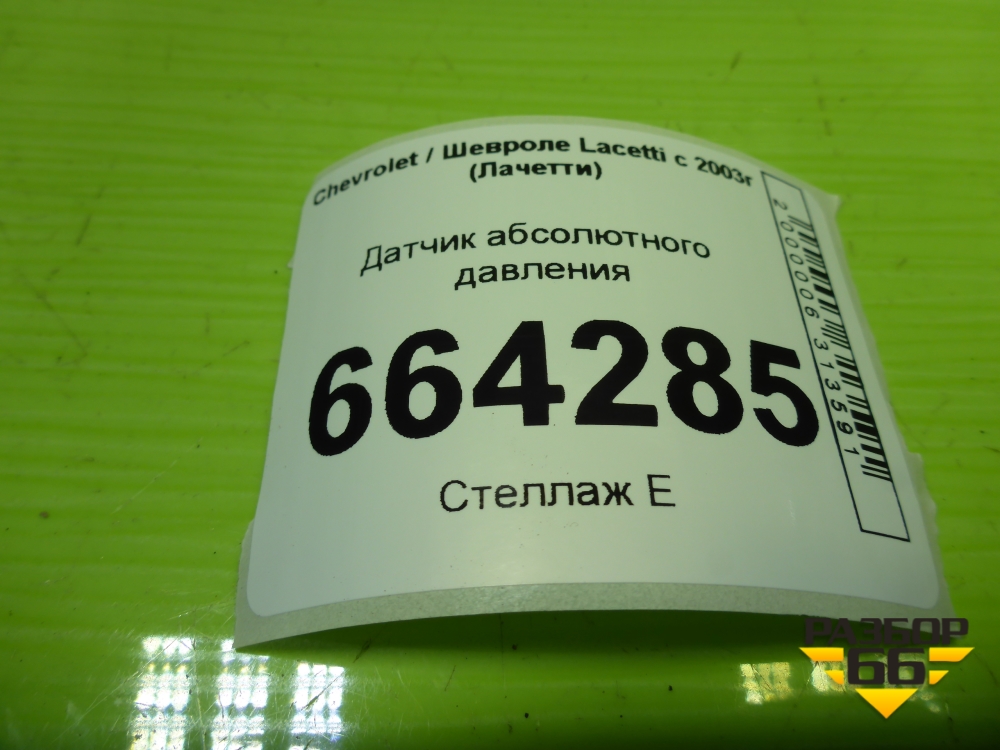 Chevrolet / Шевроле Lacetti с 2003г
(Лачетти)
Датчик абсолютного
давления
664285
Стеллаж Е
2000006313591
РАЗБОР
66